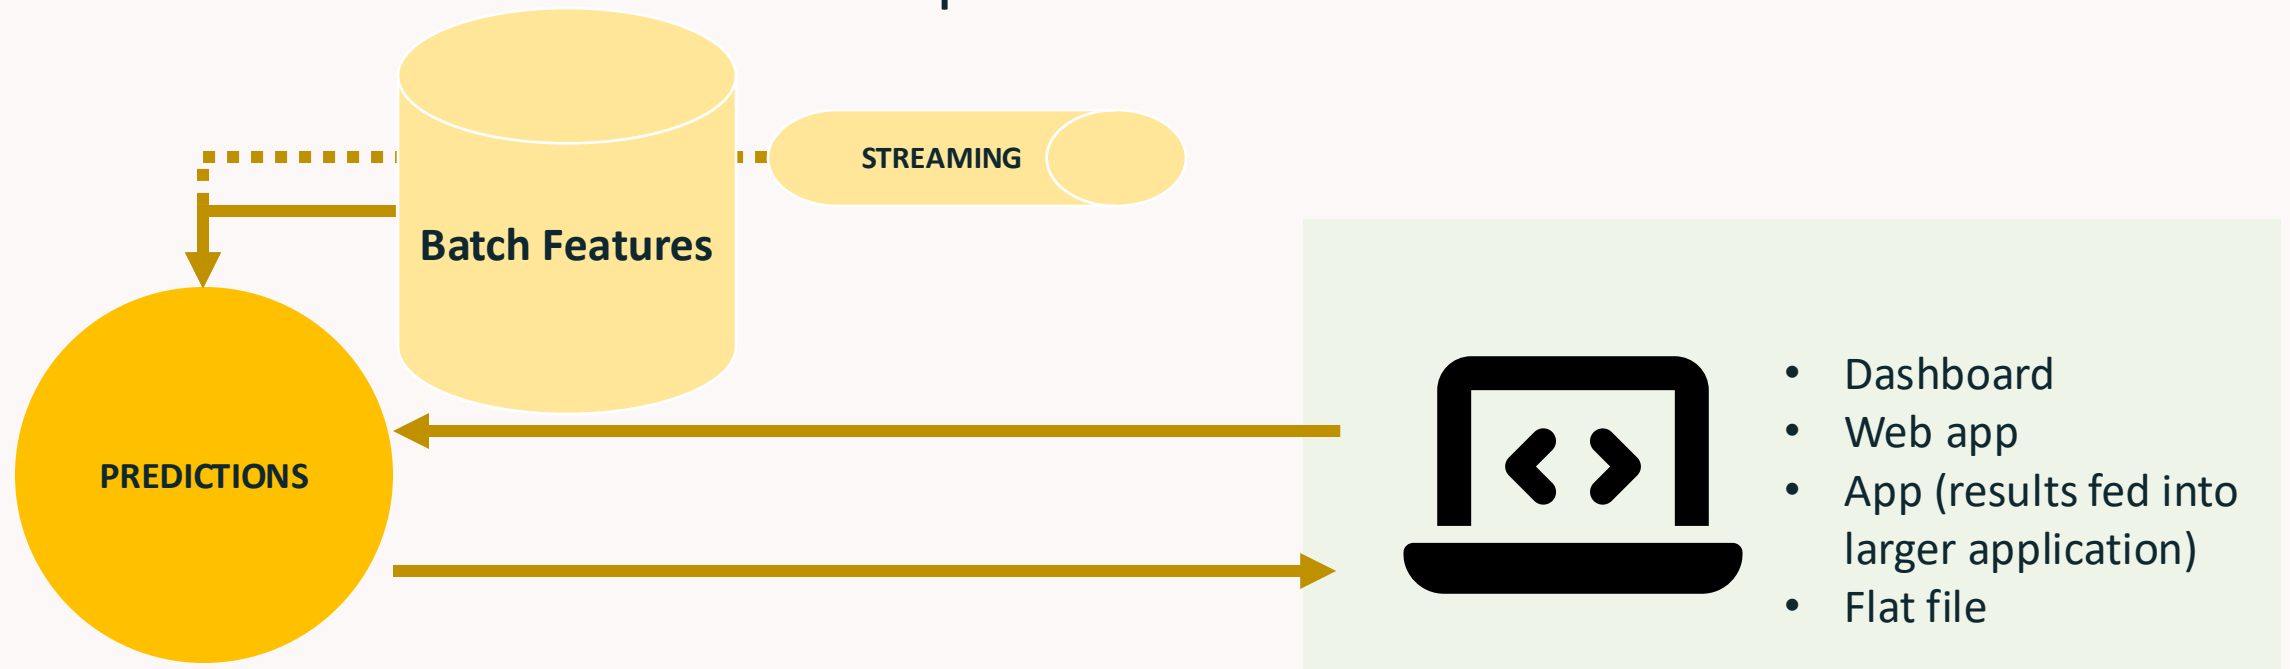 STREAMING
Batch Features
PREDICTIONS
• Dashboard
• Web app
• App (results fed into
larger application)
• Flat file